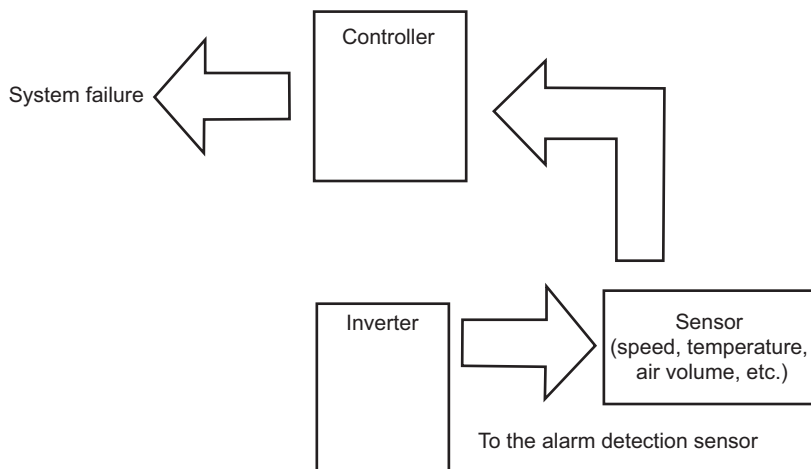 Controller
System failure
Inverter
Sensor
(speed, temperature,
air volume, etc.)
To the alarm detection sensor